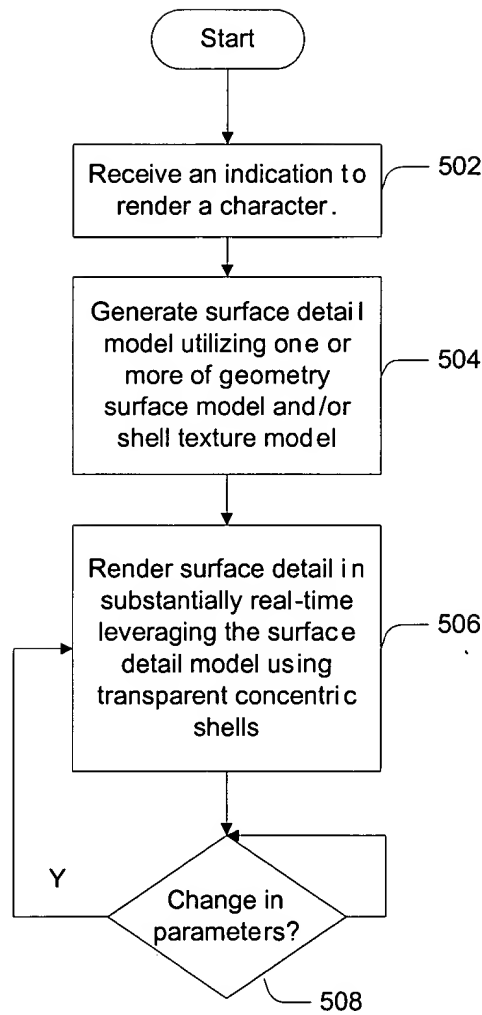 Start
Receive an indication to
render a character.
502
Generate surface detail
model utilizing one or
more of geometry
surface model and/or
shell texture model
504
Render surface detail in
substantially real-time
leveraging the surface
detail model using
transparent concentric
shells
506
Y
Change in
parameters?
508